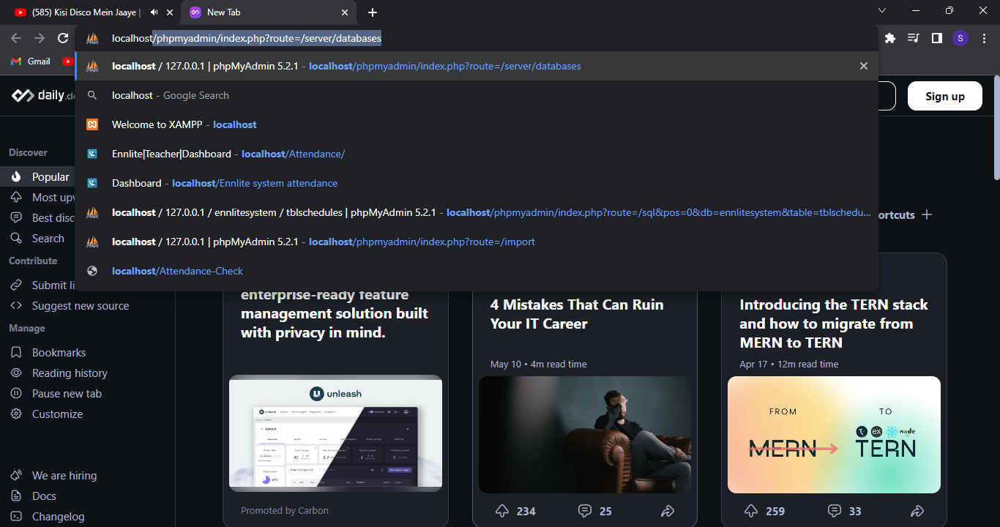 (585) Kisi Disco Mein Jaaye |
New Tab
localhost/phpmyadmin/index.php?route=/server/databases
S
Gmail
localhost / 127.0.0.1 | phpMyAdmin 5.2.1 - localhost/phpmyadmin/index.php?route=/server/databases
localhost - Google Search
Welcome to XAMPP - localhost
Ennlite|Teacher|Dashboard - localhost/Attendance/
Dashboard - localhost/Ennlite system attendance
localhost / 127.0.0.1 / ennlitesystem / tblschedules | phpMyAdmin 5.2.1 - localhost/phpmyadmin/index.php?route=/sql&pos=0&db=ennlitesystem&table=tblschedu...
localhost / 127.0.0.1 | phpMyAdmin 5.2.1 - localhost/phpmyadmin/index.php?route=/import
localhost/Attendance-Check
daily.d
Sign up
Discover
Popular
Most upv
Best disc
Search
Contribute
Submit li
Suggest new source
Manage
Bookmarks
Reading history
Pause new tab
Customize
We are hiring
Docs
Changelog
ortcuts
enterprise-ready feature
management solution built
with privacy in mind.
unleash
Promoted by Carbon
4 Mistakes That Can Ruin
Your IT Career
May 10 • 4m read time
234
25
Introducing the TERN stack
and how to migrate from
MERN to TERN
Apr 17 • 12m read time
FROM
TO
ex
node
MERN
TERN
259
33